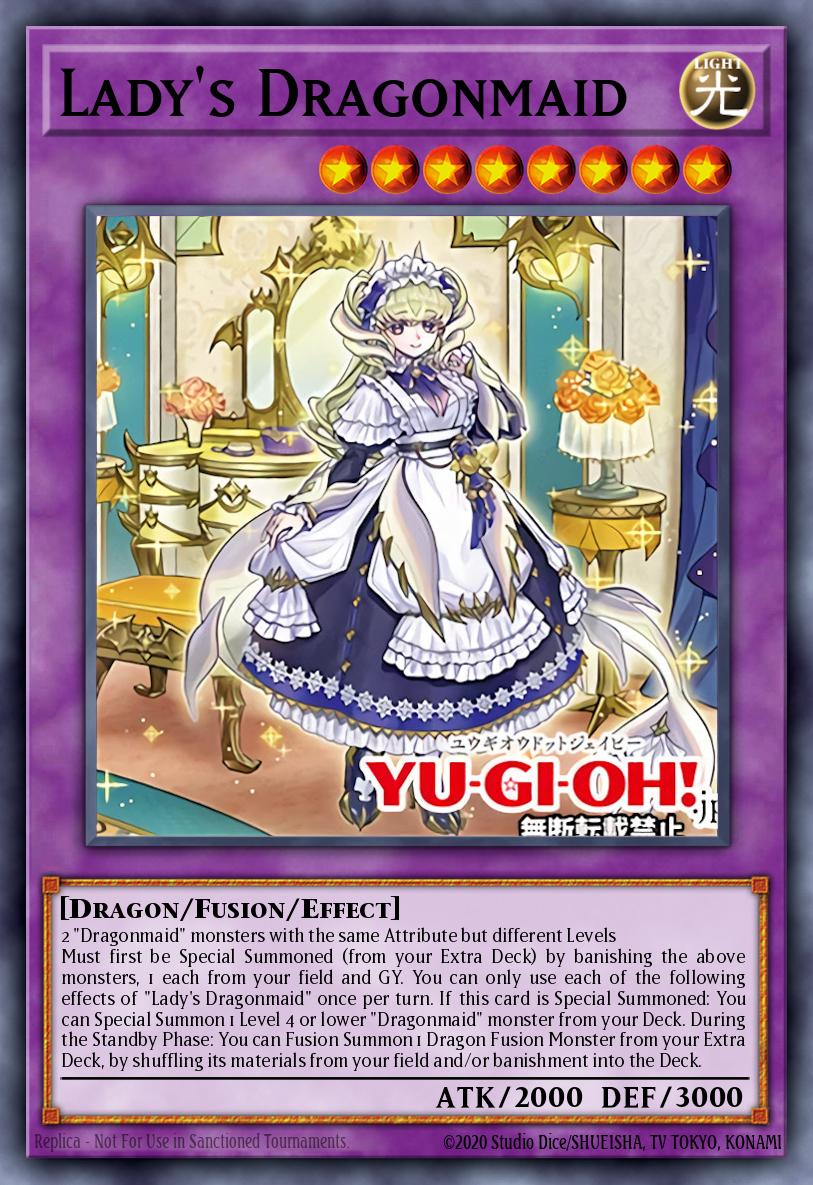 LADY'S DRAGONMAID
LIGHT
光
ユウギオウドットジェイピー
YU-GI-OH!
.jp
無断転載禁止
[DRAGON/FUSION/EFFECT]
2 "Dragonmaid" monsters with the same Attribute but different Levels
Must first be Special Summoned (from your Extra Deck) by banishing the above
monsters, 1 each from your field and GY. You can only use each of the following
effects of "Lady's Dragonmaid" once per turn. If this card is Special Summoned: You
can Special Summon 1 Level 4 or lower "Dragonmaid" monster from your Deck. During
the Standby Phase: You can Fusion Summon 1 Dragon Fusion Monster from your Extra
Deck, by shuffling its materials from your field and/or banishment into the Deck.
ATK/2000 DEF/3000
Replica - Not For Use in Sanctioned Tournaments.
©2020 Studio Dice/SHUEISHA, TV TOKYO, KONAMI